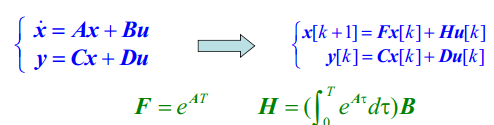 ẋ = Ax + Bu
y = Cx + Du
x[k+1] = Fx[k] + Hu[k]
y[k] = Cx[k] + Du[k]
F = e^{AT} H = (∫_0^T e^{Aτ} dτ)B